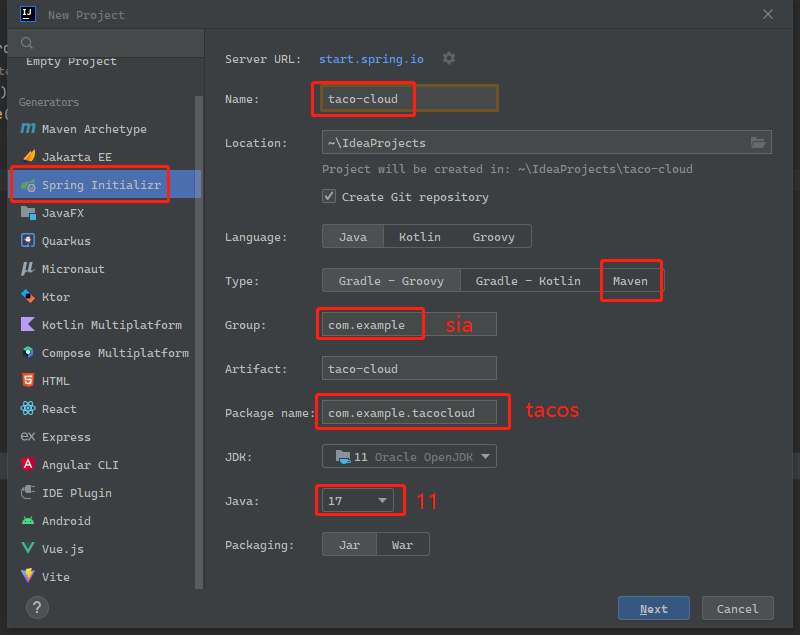 New Project
Empty Project
Generators
Maven Archetype
Jakarta EE
Spring Initializr
JavaFX
Quarkus
Micronaut
Ktor
Kotlin Multiplatform
Compose Multiplatform
HTML
React
Express
Angular CLI
IDE Plugin
Android
Vue.js
Vite
Server URL: start.spring.io
Name: taco-cloud
Location: ~\IdeaProjects
Project will be created in: ~\IdeaProjects\taco-cloud
Create Git repository
Language: Java Kotlin Groovy
Type: Gradle - Groovy Gradle - Kotlin Maven
Group: com.example sia
Artifact: taco-cloud
Package name: com.example.tacocloud tacos
JDK: 11 Oracle OpenJDK
Java: 17 11
Packaging: Jar War
? Next Cancel